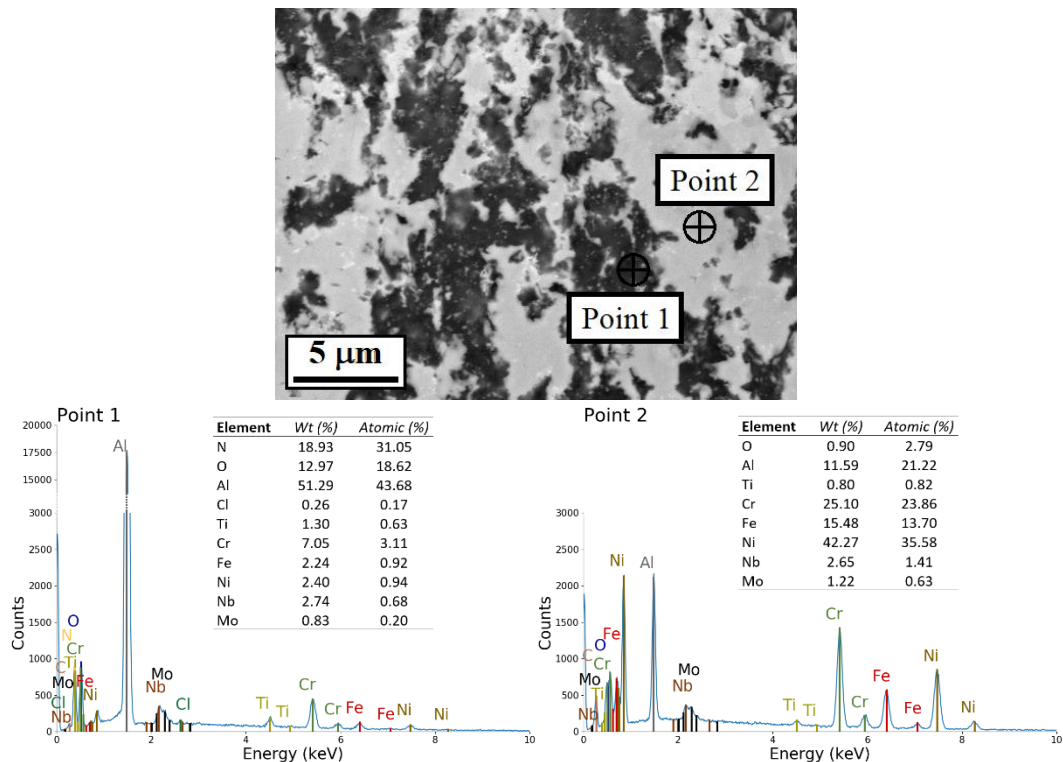 Point 2
Point 1
5 μm
Point 1
Element Wt (%) Atomic (%)
N 18.93 31.05
O 12.97 18.62
Al 51.29 43.68
Cl 0.26 0.17
Ti 1.30 0.63
Cr 7.05 3.11
Fe 2.24 0.92
Ni 2.40 0.94
Nb 2.74 0.68
Mo 0.83 0.20
20000
17500
15000
3000
2500
2000
1500
1000
500
0
Counts
Al
O
N
Cr
C
Ti
Mo
Fe
Cl
Ni
Nb
Mo
Nb
Cl
Ti
Ti
Cr
Cr
Fe
Fe
Ni
Ni
0 2 4 6 8 10
Energy (keV)
Point 2
Element Wt (%) Atomic (%)
O 0.90 2.79
Al 11.59 21.22
Ti 0.80 0.82
Cr 25.10 23.86
Fe 15.48 13.70
Ni 42.27 35.58
Nb 2.65 1.41
Mo 1.22 0.63
3000
2500
2000
1500
1000
500
0
Counts
Ni
Al
O
Fe
C
Cr
Mo
Ti
Nb
Mo
Nb
Ti
Ti
Cr
Cr
Fe
Fe
Ni
Ni
0 2 4 6 8 10
Energy (keV)